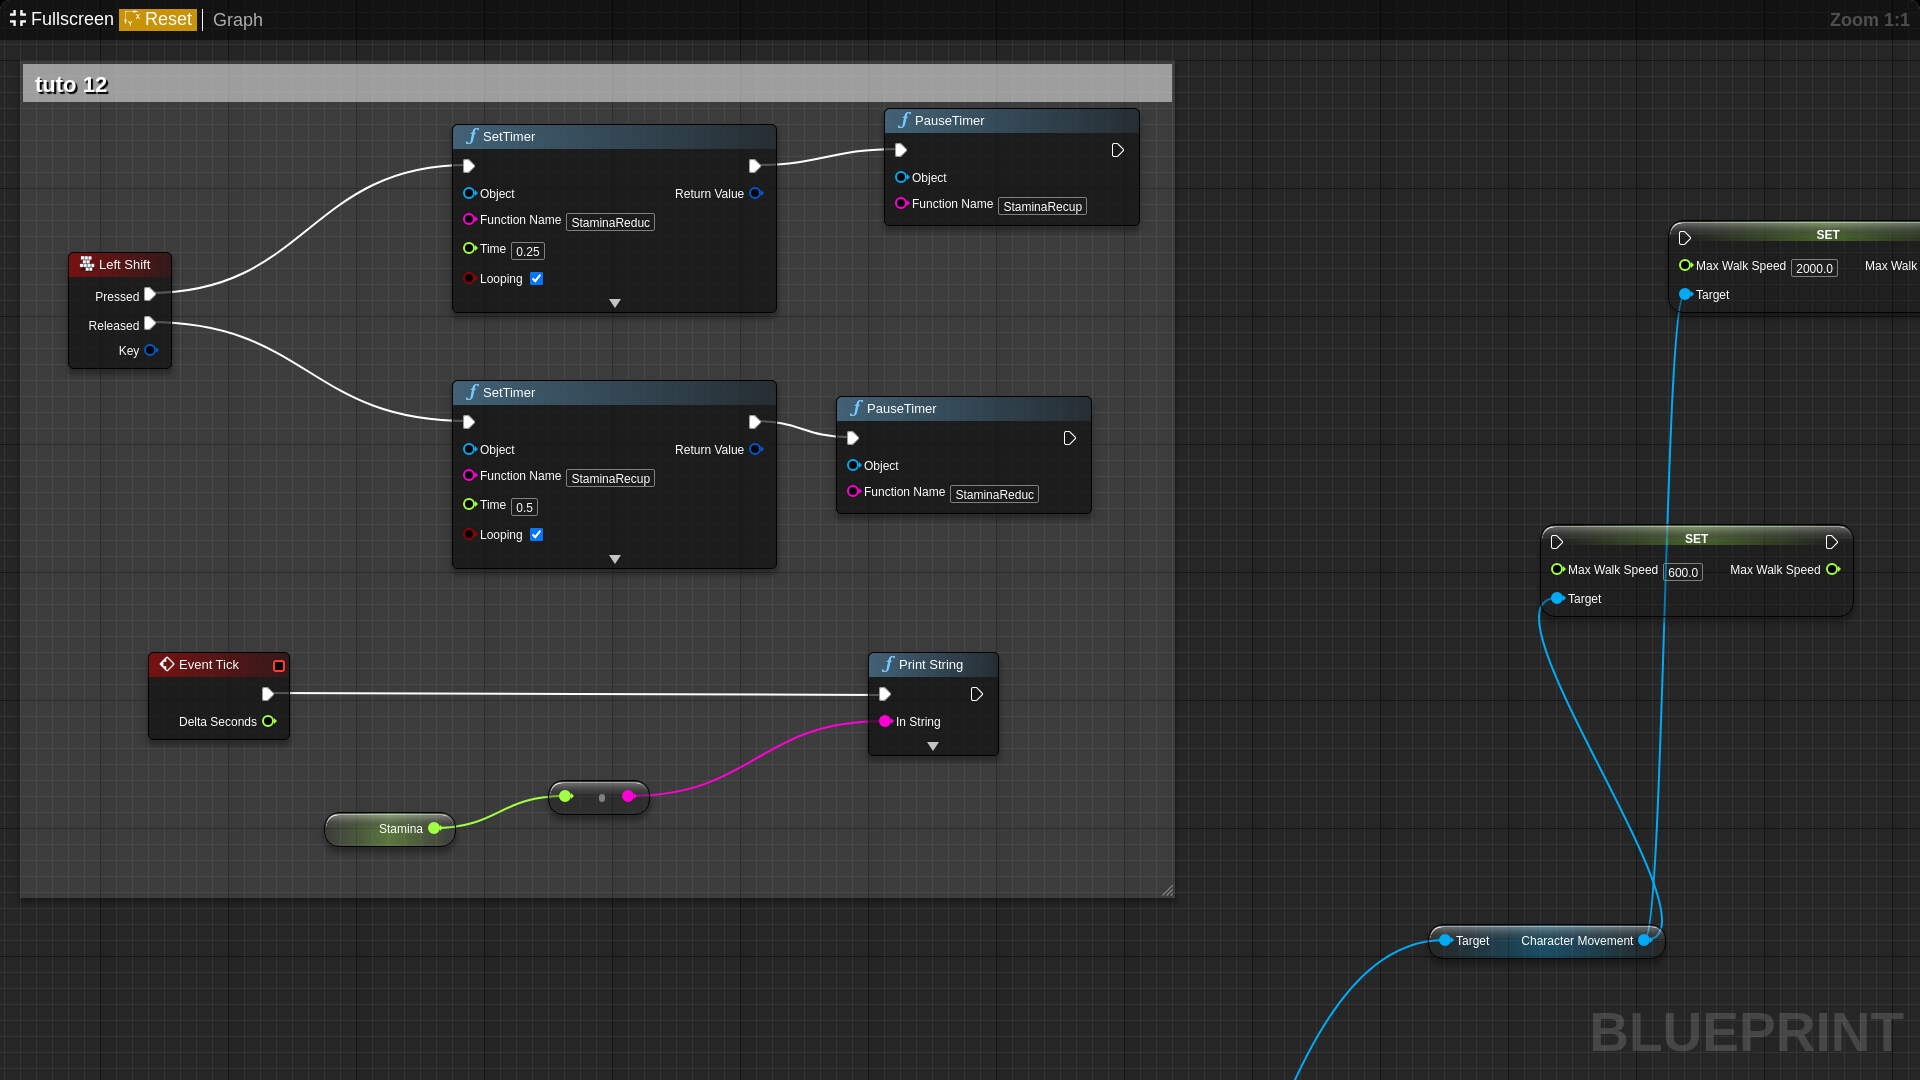 Fullscreen Reset Graph
Zoom 1:1
tuto 12
SetTimer
Object
Return Value
Function Name StaminaReduc
Time 0.25
Looping
PauseTimer
Object
Function Name StaminaRecup
Left Shift
Pressed
Released
Key
SetTimer
Object
Return Value
Function Name StaminaRecup
Time 0.5
Looping
PauseTimer
Object
Function Name StaminaReduc
Event Tick
Delta Seconds
Print String
In String
Stamina
SET
Max Walk Speed 2000.0 Max Walk
Target
SET
Max Walk Speed 600.0 Max Walk Speed
Target
Target Character Movement
BLUEPRINT